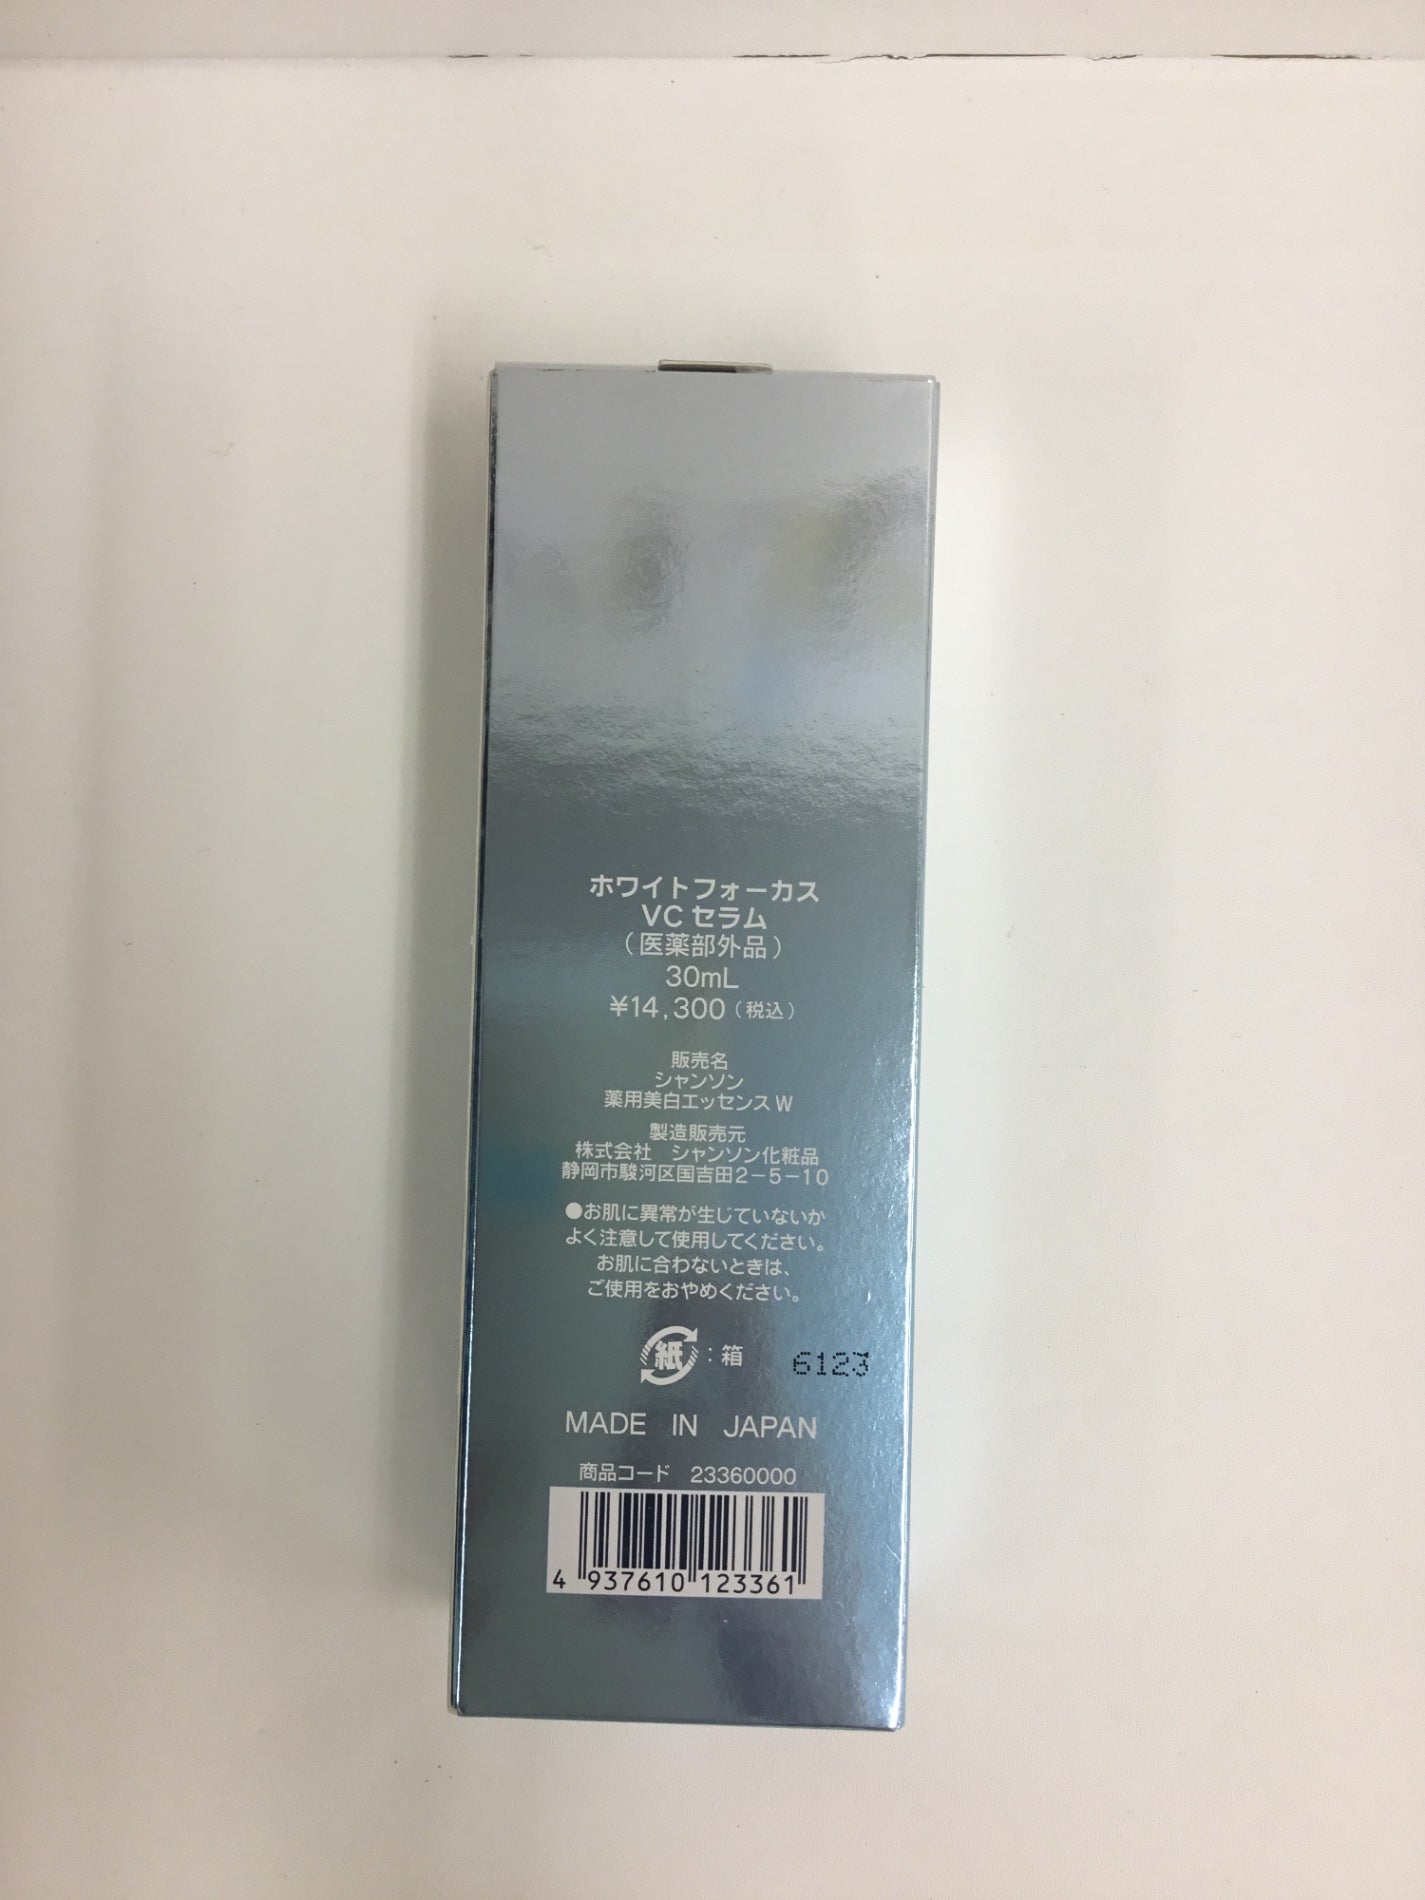 ホワイトフォーカス
VC セラム
（医薬部外品）
30mL
¥14,300（税込）
販売名
シャンソン
薬用美白エッセンス W
製造販売元
株式会社　シャンソン化粧品
静岡市駿河区国吉田2－5－10
●お肌に異常が生じていないか
よく注意して使用してください。
お肌に合わないときは、
ご使用をおやめください。
紙：箱
6123
MADE IN JAPAN
商品コード　23360000
4 937610 123361